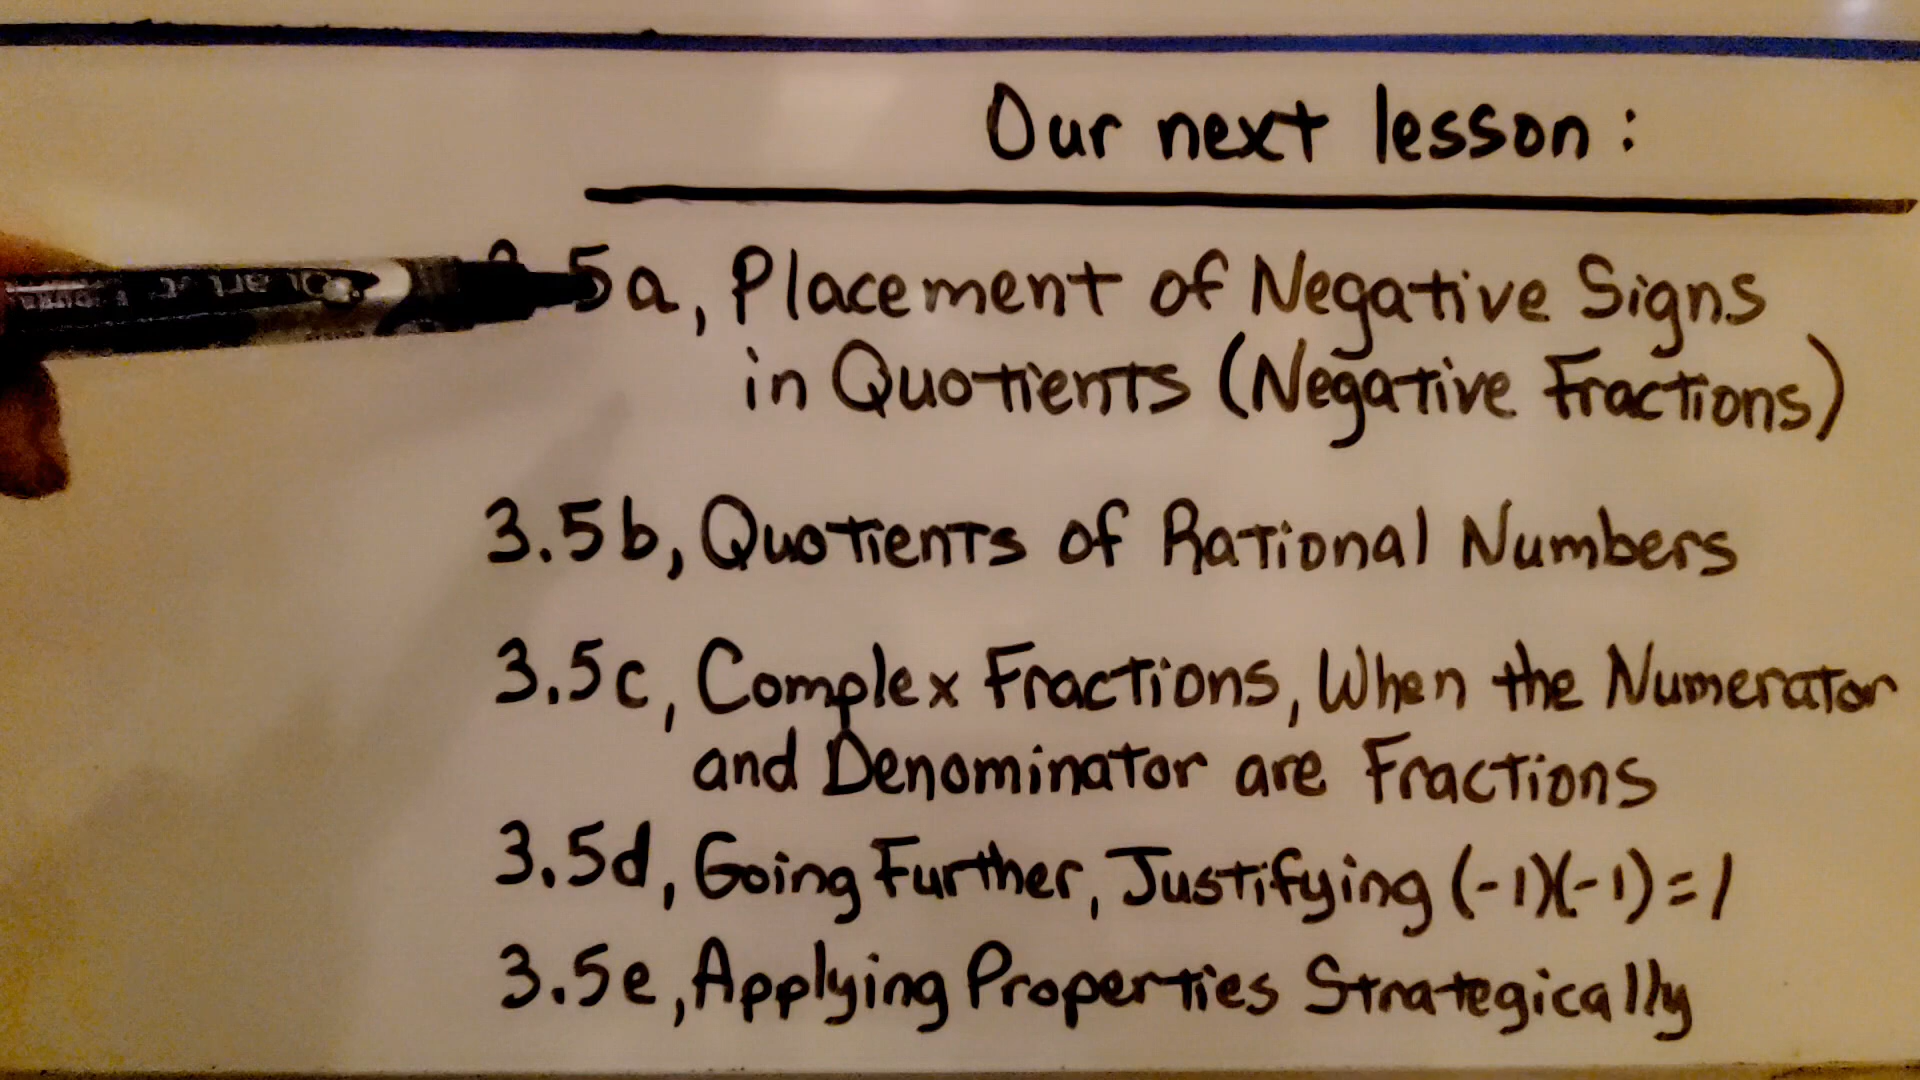 Our next lesson:
5a, Placement of Negative Signs
in Quotients (Negative Fractions)
3.5b, Quotients of Rational Numbers
3.5c, Complex Fractions, When the Numerator
and Denominator are Fractions
3.5d, Going Further, Justifying (-1)(-1)=1
3.5e, Applying Properties Strategically